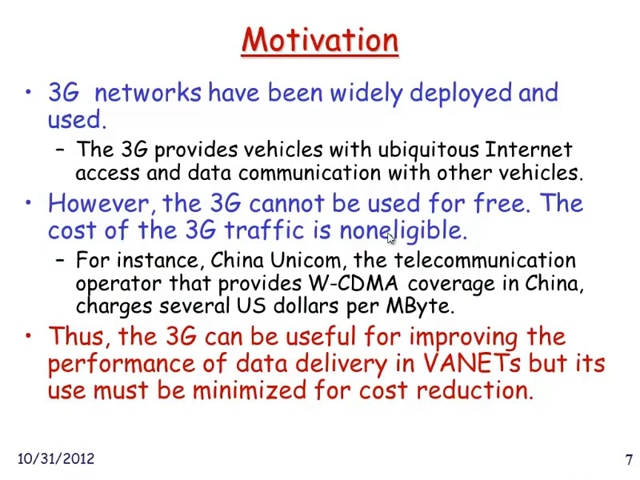 Motivation
• 3G networks have been widely deployed and
used.
– The 3G provides vehicles with ubiquitous Internet
access and data communication with other vehicles.
• However, the 3G cannot be used for free. The
cost of the 3G traffic is noneligible.
– For instance, China Unicom, the telecommunication
operator that provides W-CDMA coverage in China,
charges several US dollars per MByte.
• Thus, the 3G can be useful for improving the
performance of data delivery in VANETs but its
use must be minimized for cost reduction.
10/31/2012
7